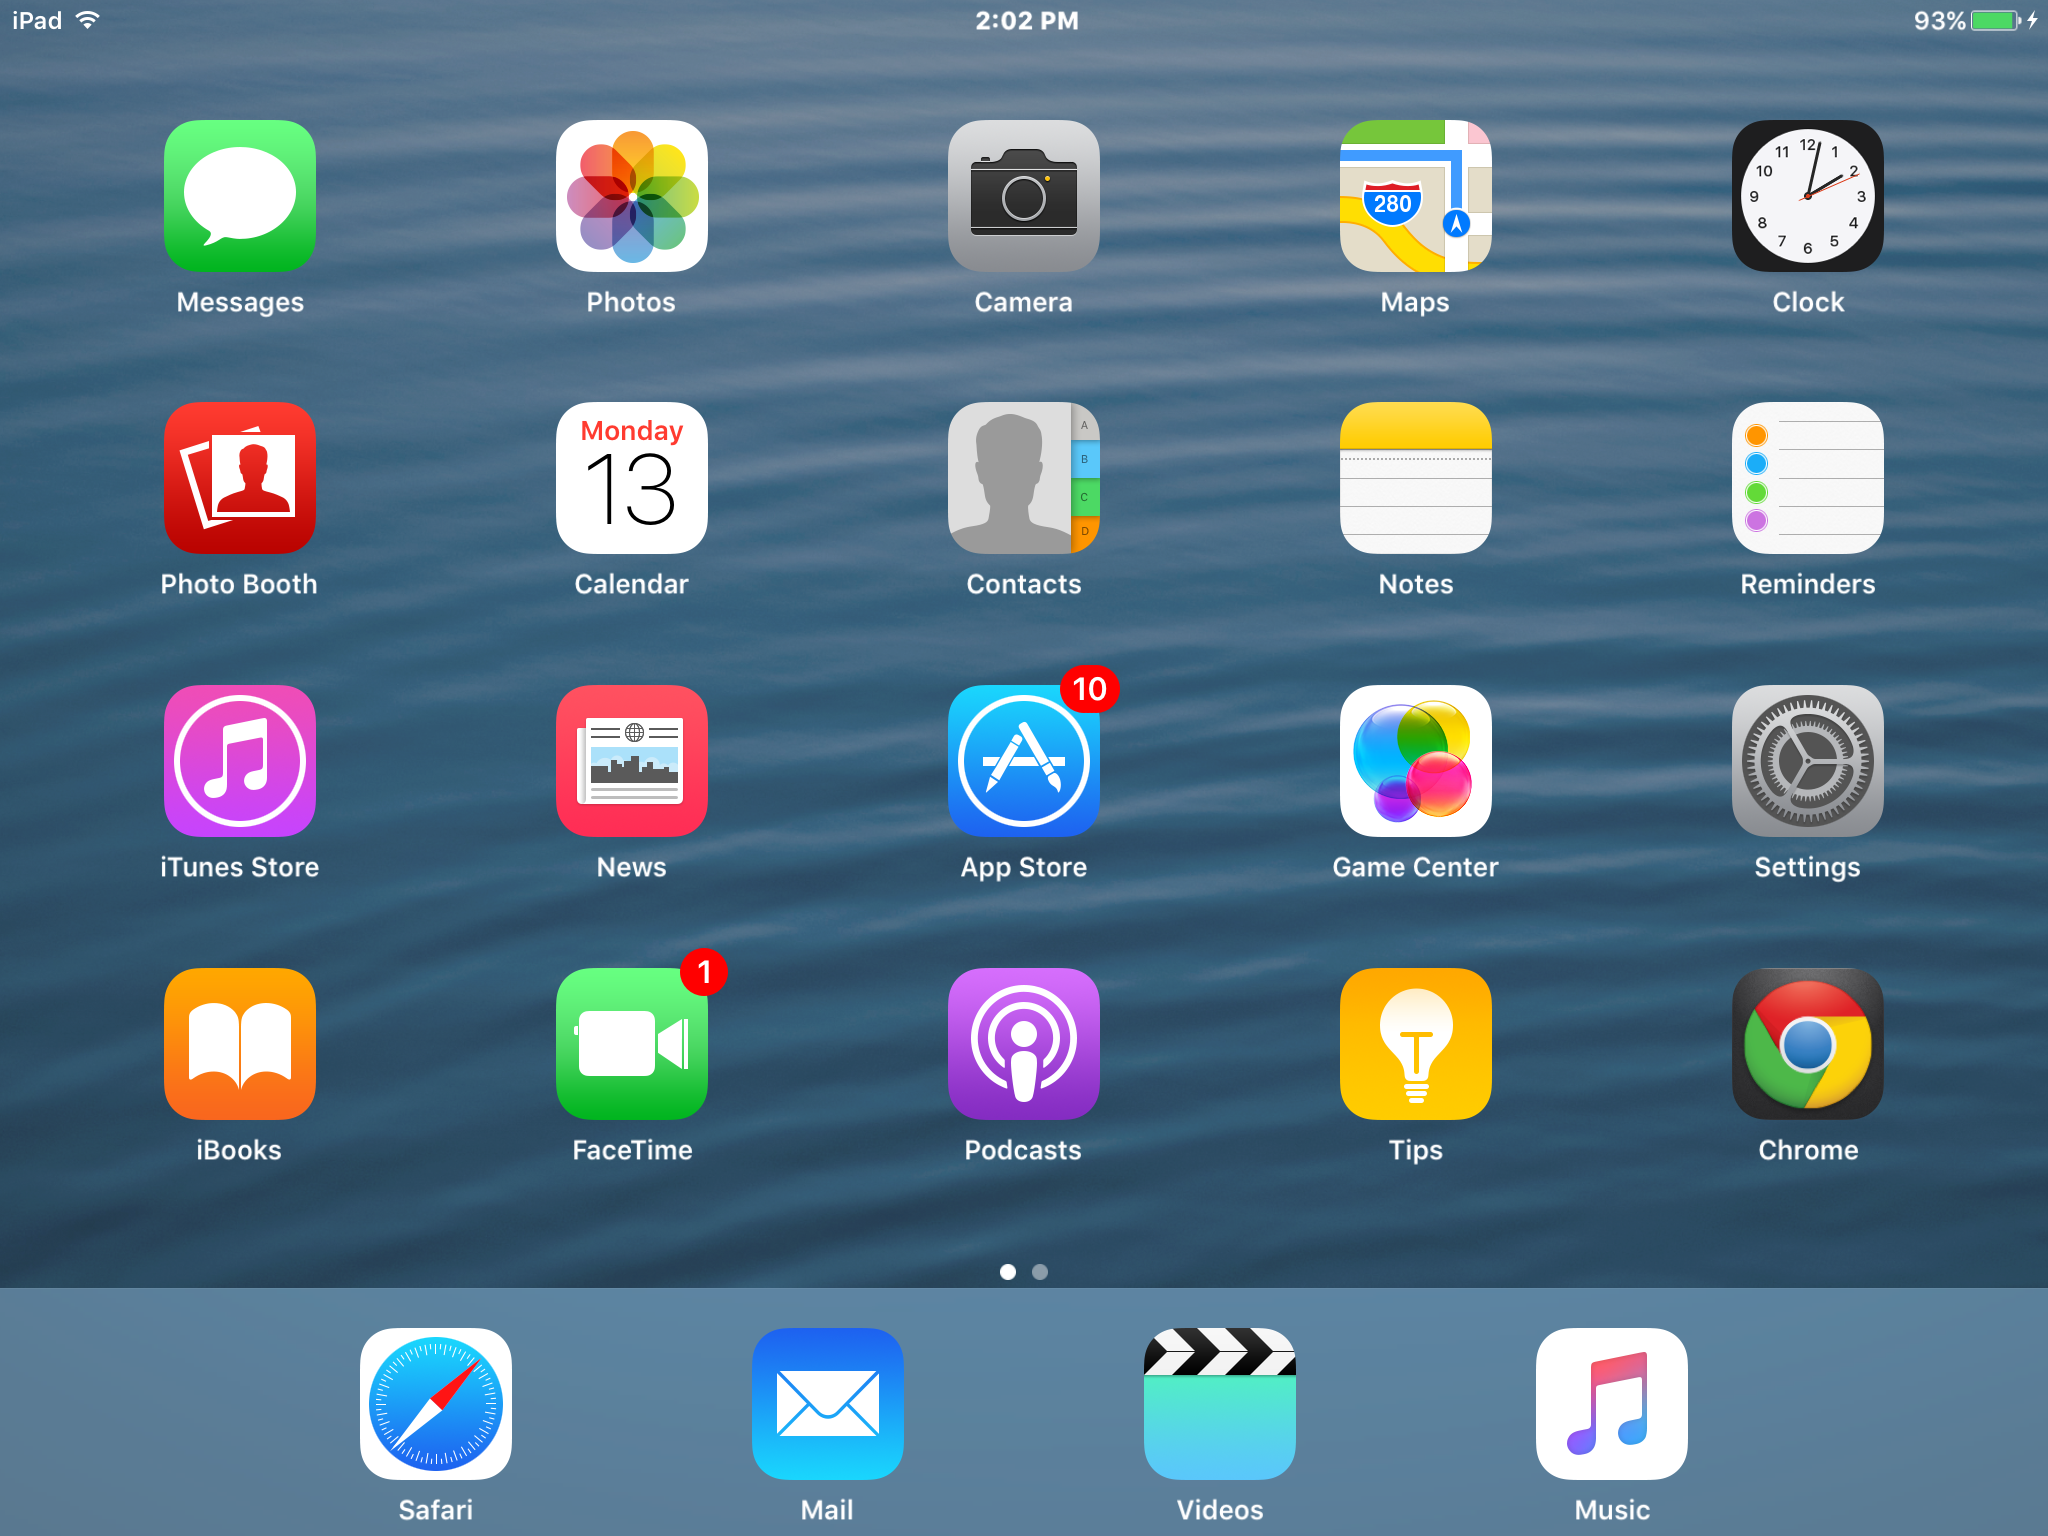 iPad 2:02 PM 93%
12
11 1
10 2
9 3
8 4
7 6 5
280
Messages Photos Camera Maps Clock
Monday
13
A
B
C
D
Photo Booth Calendar Contacts Notes Reminders
10
iTunes Store News App Store Game Center Settings
1
iBooks FaceTime Podcasts Tips Chrome
Safari Mail Videos Music